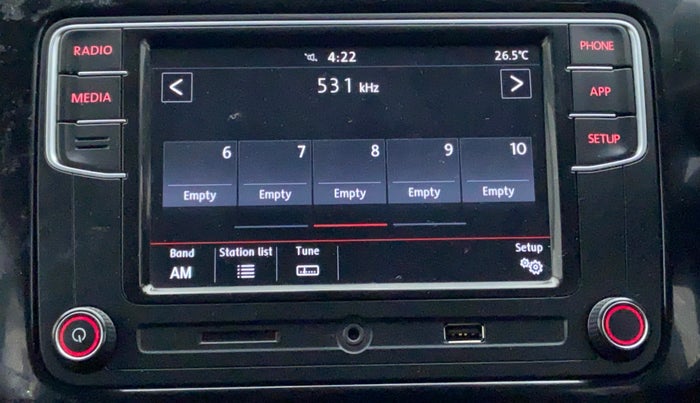 RADIO
MEDIA
4:22
26.5°C
<
531 kHz
>
6
7
8
9
10
Empty
Empty
Empty
Empty
Empty
Band
AM
Station list
Tune
Setup
PHONE
APP
SETUP